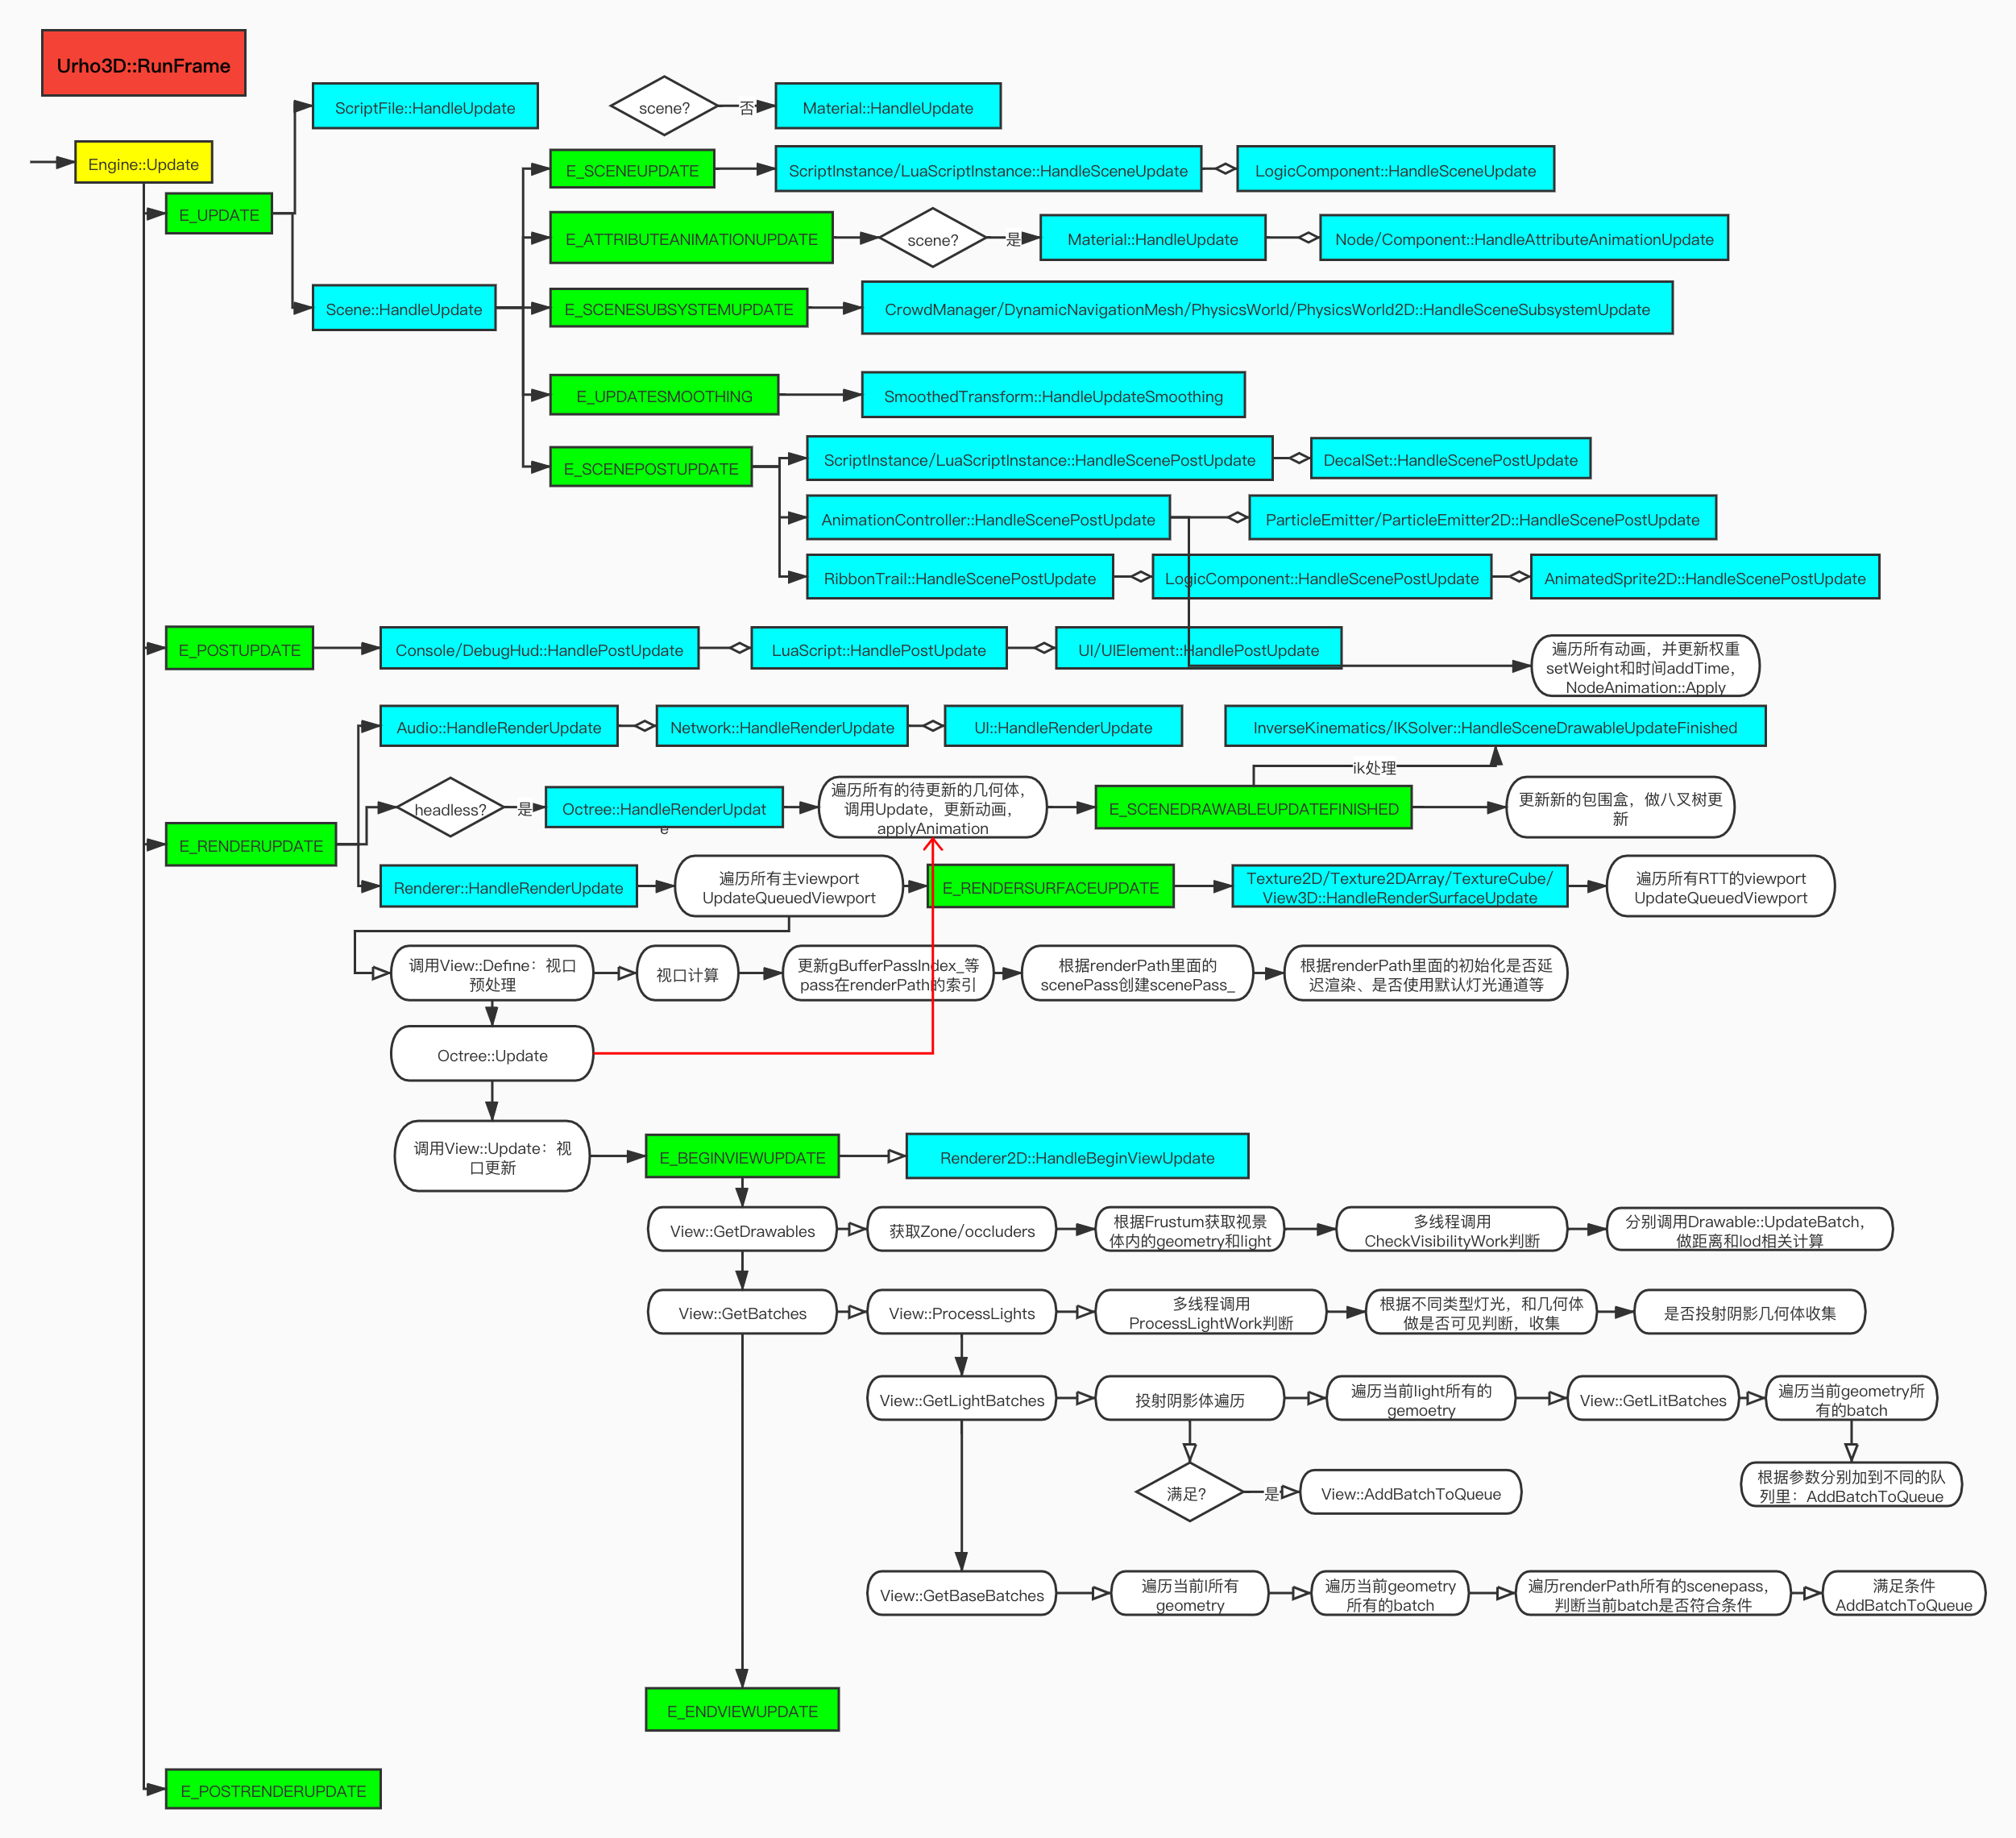 Urho3D::RunFrame
ScriptFile::HandleUpdate
scene?
否
Material::HandleUpdate
Engine::Update
E_SCENEUPDATE
ScriptInstance/LuaScriptInstance::HandleSceneUpdate
LogicComponent::HandleSceneUpdate
E_UPDATE
E_ATTRIBUTEANIMATIONUPDATE
scene?
是
Material::HandleUpdate
Node/Component::HandleAttributeAnimationUpdate
Scene::HandleUpdate
E_SCENESUBSYSTEMUPDATE
CrowdManager/DynamicNavigationMesh/PhysicsWorld/PhysicsWorld2D::HandleSceneSubsystemUpdate
E_UPDATESMOOTHING
SmoothedTransform::HandleUpdateSmoothing
E_SCENEPOSTUPDATE
ScriptInstance/LuaScriptInstance::HandleScenePostUpdate
DecalSet::HandleScenePostUpdate
AnimationController::HandleScenePostUpdate
ParticleEmitter/ParticleEmitter2D::HandleScenePostUpdate
RibbonTrail::HandleScenePostUpdate
LogicComponent::HandleScenePostUpdate
AnimatedSprite2D::HandleScenePostUpdate
E_POSTUPDATE
Console/DebugHud::HandlePostUpdate
LuaScript::HandlePostUpdate
UI/UIElement::HandlePostUpdate
遍历所有动画，并更新权重
setWeight和时间addTime，
NodeAnimation::Apply
Audio::HandleRenderUpdate
Network::HandleRenderUpdate
UI::HandleRenderUpdate
InverseKinematics/IKSolver::HandleSceneDrawableUpdateFinished
ik处理
headless?
是
Octree::HandleRenderUpdat
e
遍历所有的待更新的几何体，
调用Update，更新动画，
applyAnimation
E_SCENEDRAWABLEUPDATEFINISHED
更新新的包围盒，做八叉树更
新
E_RENDERUPDATE
Renderer::HandleRenderUpdate
遍历所有主viewport
UpdateQueuedViewport
E_RENDERSURFACEUPDATE
Texture2D/Texture2DArray/TextureCube/
View3D::HandleRenderSurfaceUpdate
遍历所有RTT的viewport
UpdateQueuedViewport
调用View::Define：视口
预处理
视口计算
更新gBufferPassIndex_等
pass在renderPath的索引
根据renderPath里面的
scenePass创建scenePass_
根据renderPath里面的初始化是否延
迟渲染、是否使用默认灯光通道等
Octree::Update
调用View::Update：视
口更新
E_BEGINVIEWUPDATE
Renderer2D::HandleBeginViewUpdate
View::GetDrawables
获取Zone/occluders
根据Frustum获取视景
体内的geometry和light
多线程调用
CheckVisibilityWork判断
分别调用Drawable::UpdateBatch，
做距离和lod相关计算
View::GetBatches
View::ProcessLights
多线程调用
ProcessLightWork判断
根据不同类型灯光，和几何体
做是否可见判断，收集
是否投射阴影几何体收集
View::GetLightBatches
投射阴影体遍历
遍历当前light所有的
gemoetry
View::GetLitBatches
遍历当前geometry所
有的batch
满足?
是
View::AddBatchToQueue
根据参数分别加到不同的队
列里：AddBatchToQueue
View::GetBaseBatches
遍历当前l所有
geometry
遍历当前geometry
所有的batch
遍历renderPath所有的scenepass，
判断当前batch是否符合条件
满足条件
AddBatchToQueue
E_ENDVIEWUPDATE
E_POSTRENDERUPDATE